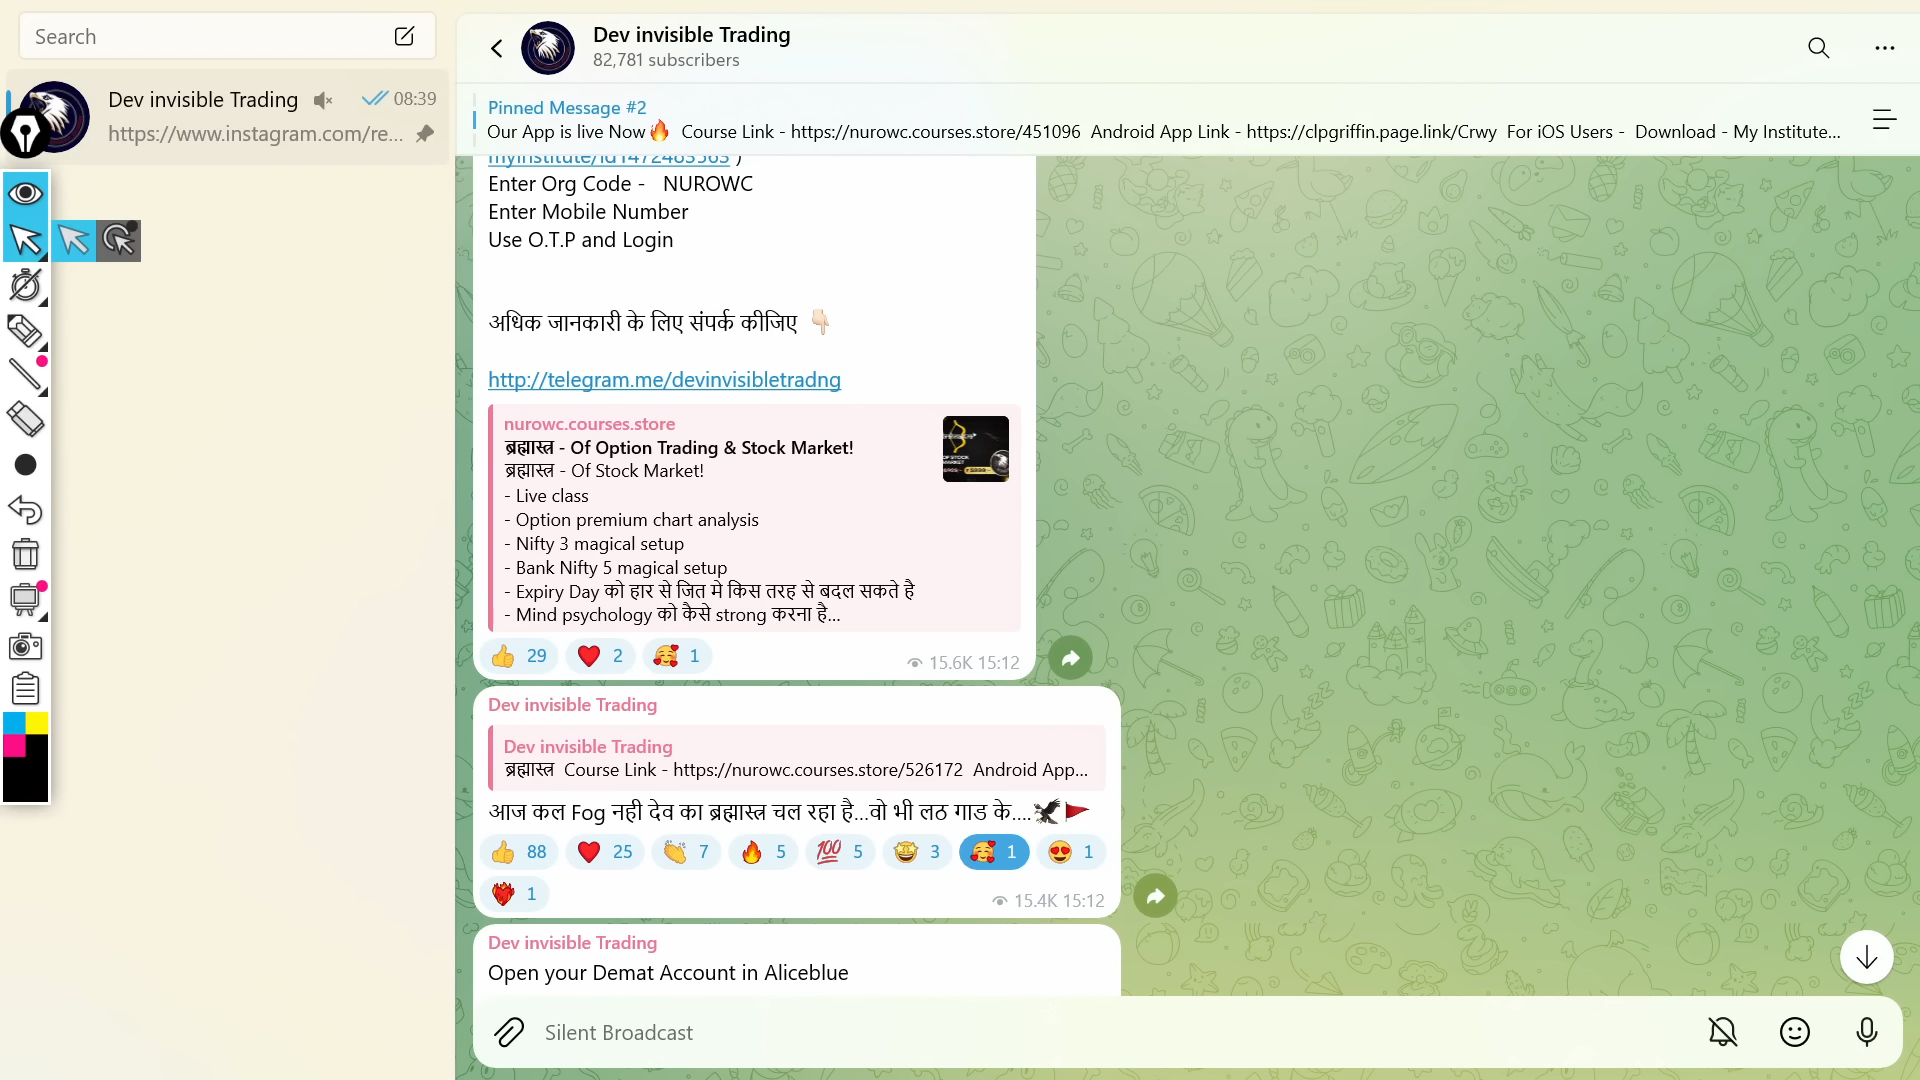 Search
Dev invisible Trading
08:39
https://www.instagram.com/re...
Dev invisible Trading
82,781 subscribers
Pinned Message #2
Our App is live Now🔥 Course Link - https://nurowc.courses.store/451096 Android App Link - https://clpgriffin.page.link/Crwy For iOS Users - Download - My Institute...
myinstitute/id1472483563 )
Enter Org Code - NUROWC
Enter Mobile Number
Use O.T.P and Login
अधिक जानकारी के लिए संपर्क कीजिए 👇🏻
http://telegram.me/devinvisibletradng
nurowc.courses.store
ब्रह्मास्त्र - Of Option Trading & Stock Market!
ब्रह्मास्त्र - Of Stock Market!
- Live class
- Option premium chart analysis
- Nifty 3 magical setup
- Bank Nifty 5 magical setup
- Expiry Day को हार से जित मे किस तरह से बदल सकते है
- Mind psychology को कैसे strong करना है...
👍 29 ❤️ 2 🥰 1
15.6K 15:12
Dev invisible Trading
Dev invisible Trading
ब्रह्मास्त्र Course Link - https://nurowc.courses.store/526172 Android App...
आज कल Fog नही देव का ब्रह्मास्त्र चल रहा है...वो भी लठ गाड के....🦅🚩
👍 88 ❤️ 25 👏 7 🔥 5 💯 5 🤩 3 🥰 1 😍 1
❤️‍🔥 1
15.4K 15:12
Dev invisible Trading
Open your Demat Account in Aliceblue
Silent Broadcast